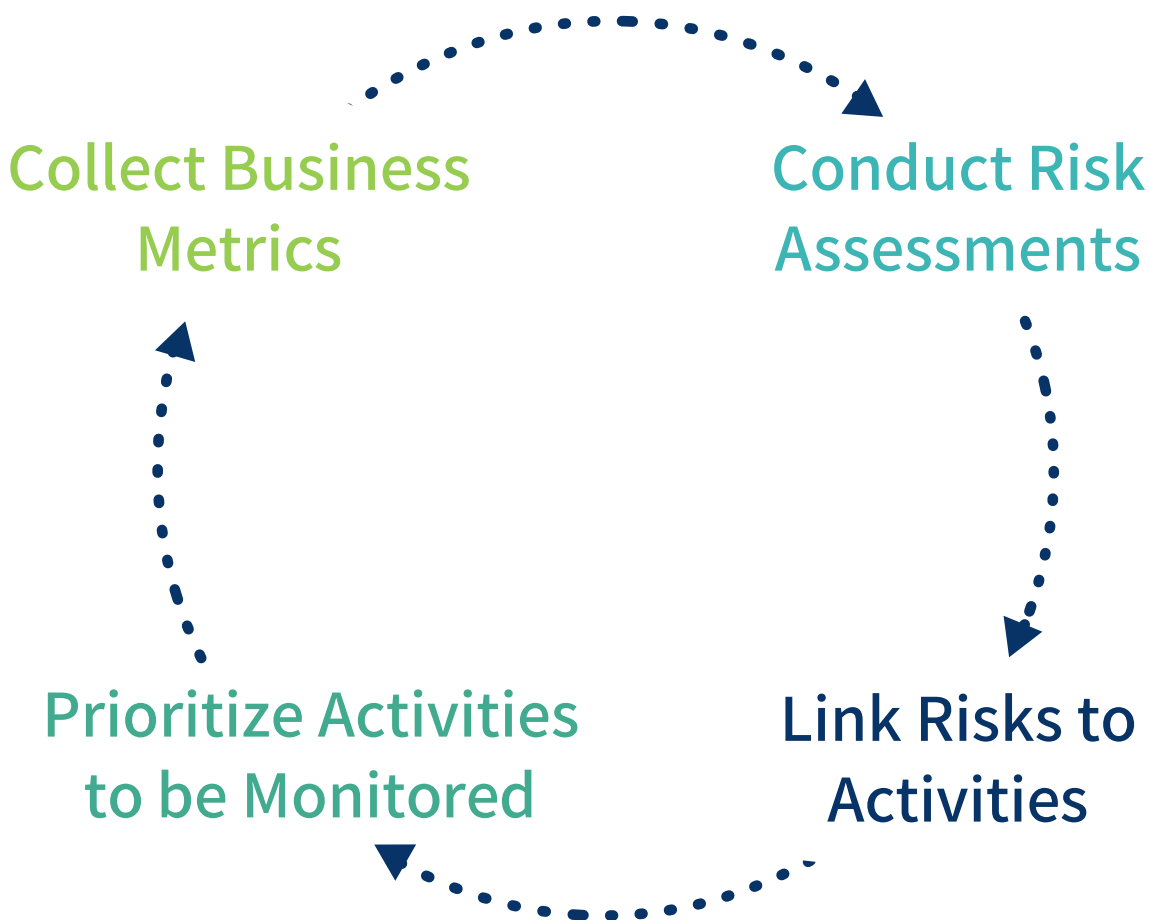 Collect Business
Metrics
Conduct Risk
Assessments
Link Risks to
Activities
Prioritize Activities
to be Monitored